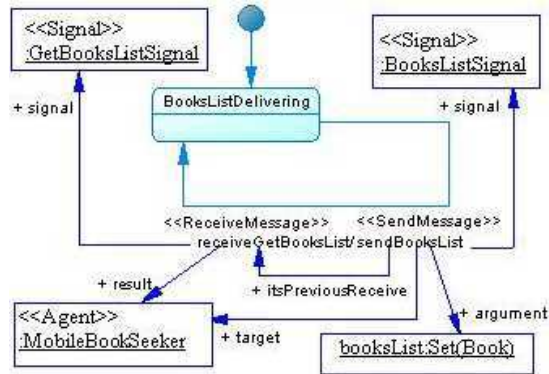 <<Signal>>
:GetBooksListSignal
<<Signal>>
:BooksListSignal
+ signal
BooksListDelivering
+ signal
<<ReceiveMessage>>
<<SendMessage>>
receiveGetBooksList/sendBooksList
+ result
+ itsPreviousReceive
<<Agent>>
:MobileBookSeeker
+ target
+ argument
booksList:Set(Book)